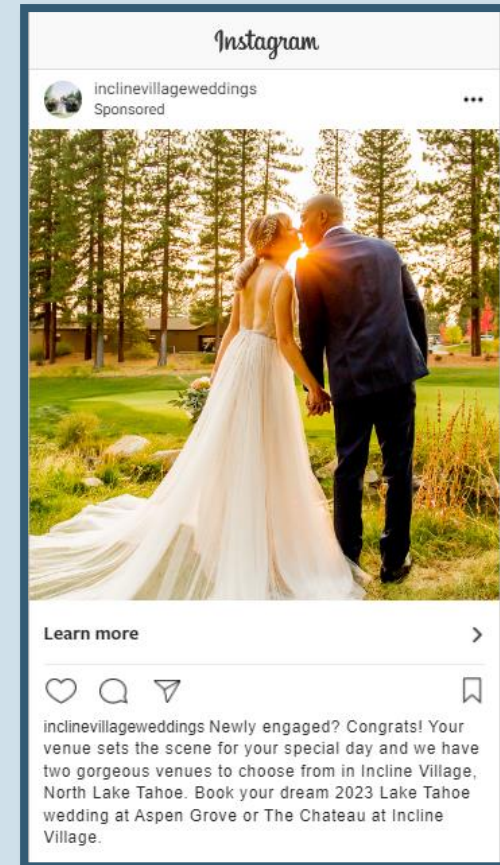 Instagram
inclinevillageweddings
Sponsored
Learn more
inclinevillageweddings Newly engaged? Congrats! Your
venue sets the scene for your special day and we have
two gorgeous venues to choose from in Incline Village,
North Lake Tahoe. Book your dream 2023 Lake Tahoe
wedding at Aspen Grove or The Chateau at Incline
Village.